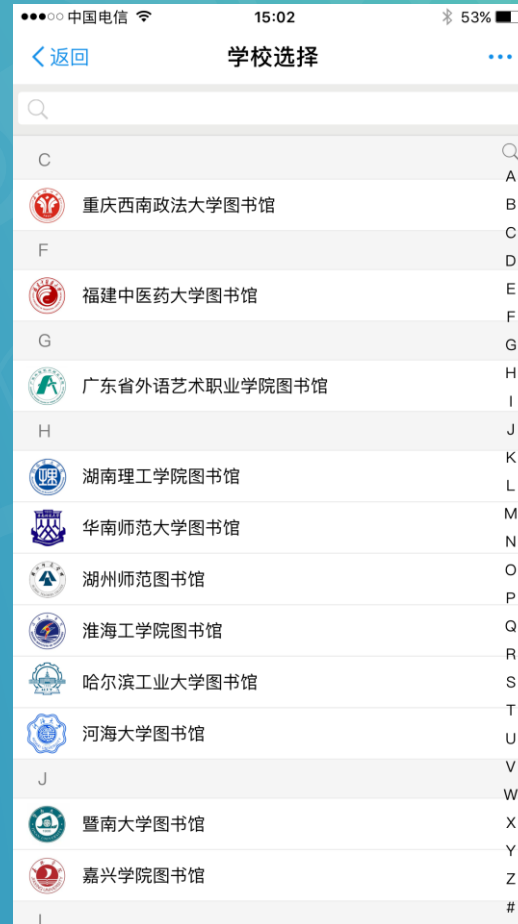 中国电信 15:02 53%
返回 学校选择
C
重庆西南政法大学图书馆
F
福建中医药大学图书馆
G
广东省外语艺术职业学院图书馆
H
湖南理工学院图书馆
华南师范大学图书馆
湖州师范图书馆
淮海工学院图书馆
哈尔滨工业大学图书馆
河海大学图书馆
J
暨南大学图书馆
嘉兴学院图书馆
A
B
C
D
E
F
G
H
I
J
K
L
M
N
O
P
Q
R
S
T
U
V
W
X
Y
Z
#